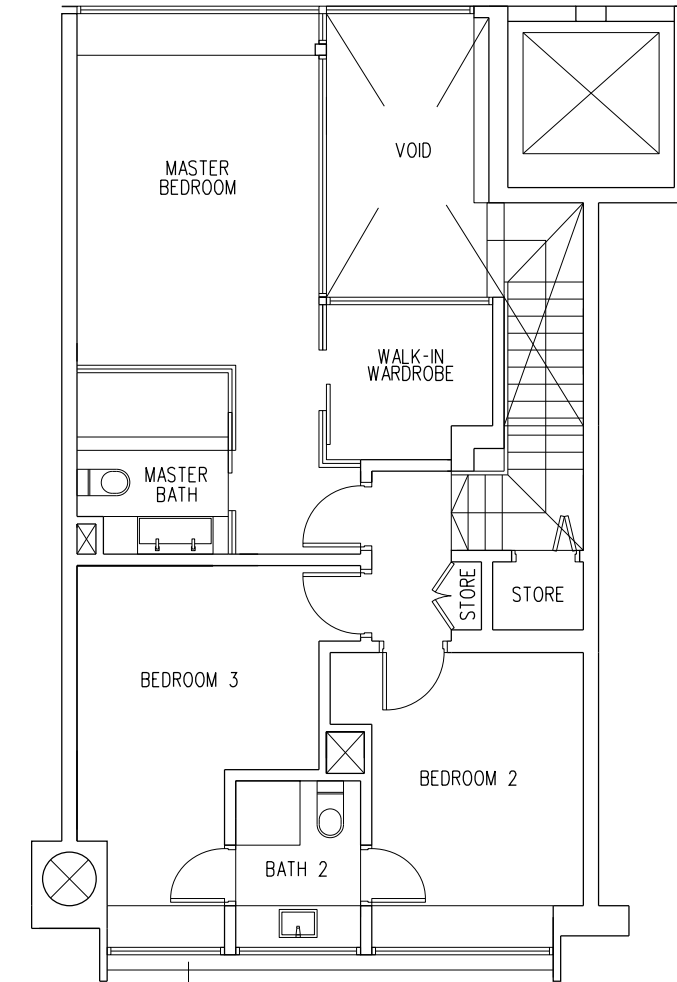 VOID
MASTER
BEDROOM
WALK-IN
WARDROBE
MASTER
BATH
STORE
STORE
BEDROOM 3
BEDROOM 2
BATH 2